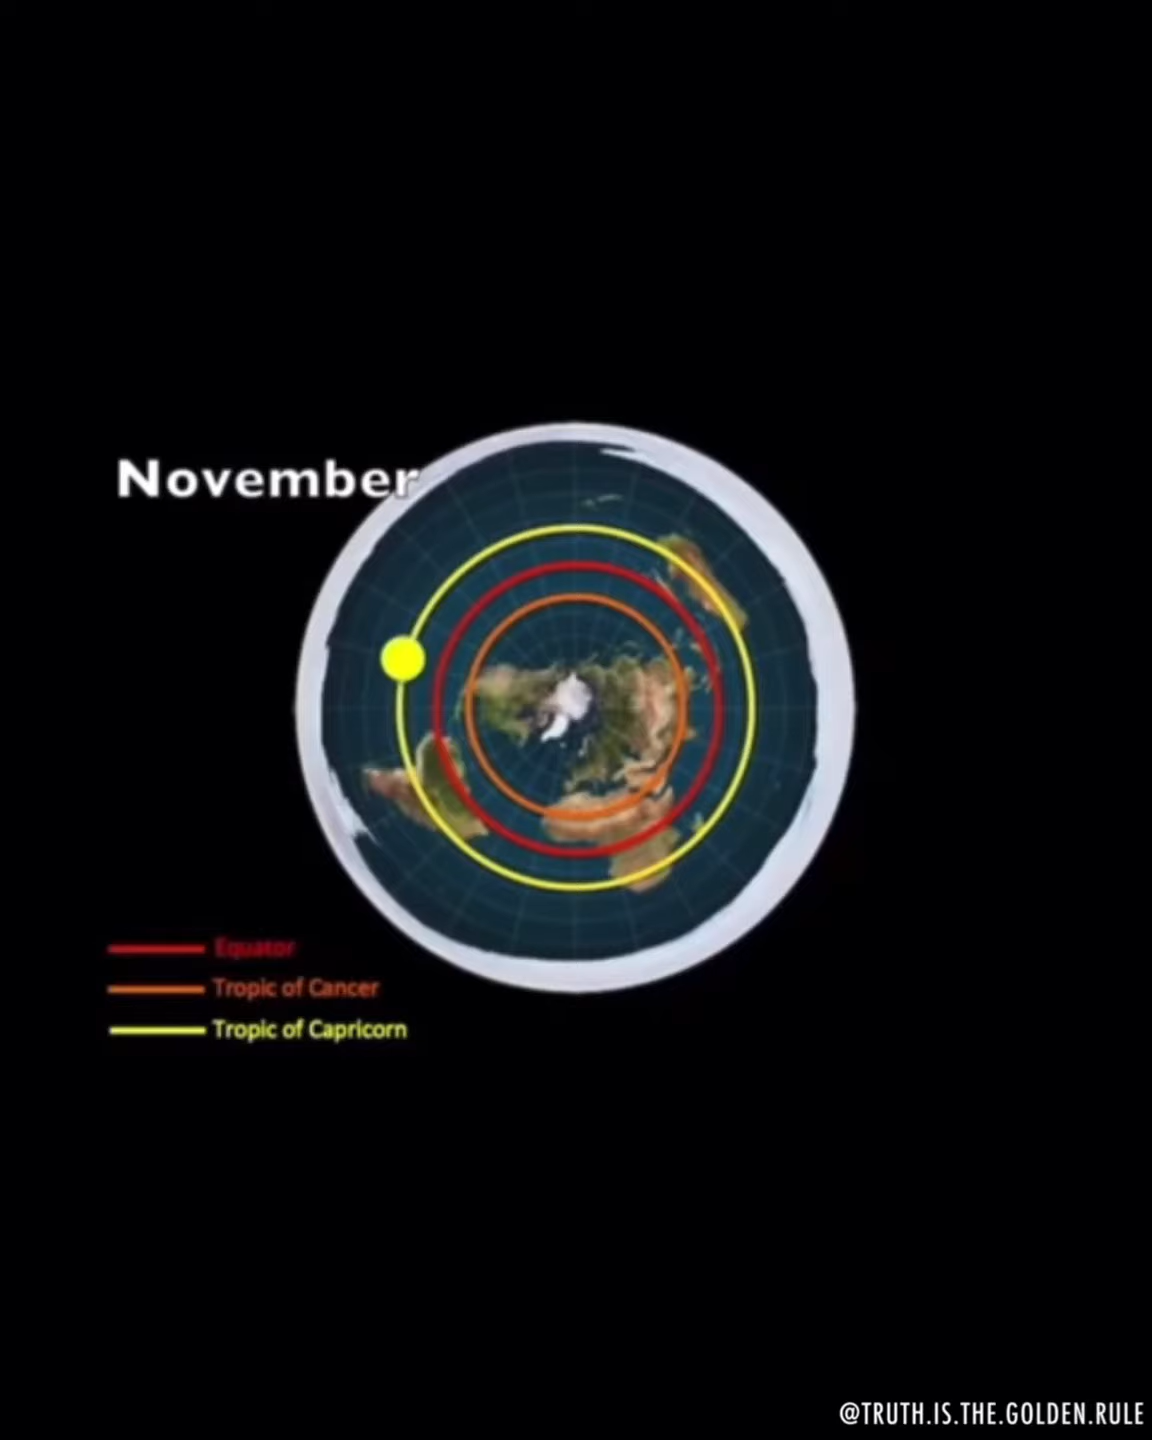 November
Equator
Tropic of Cancer
Tropic of Capricorn
@TRUTH.IS.THE.GOLDEN.RULE